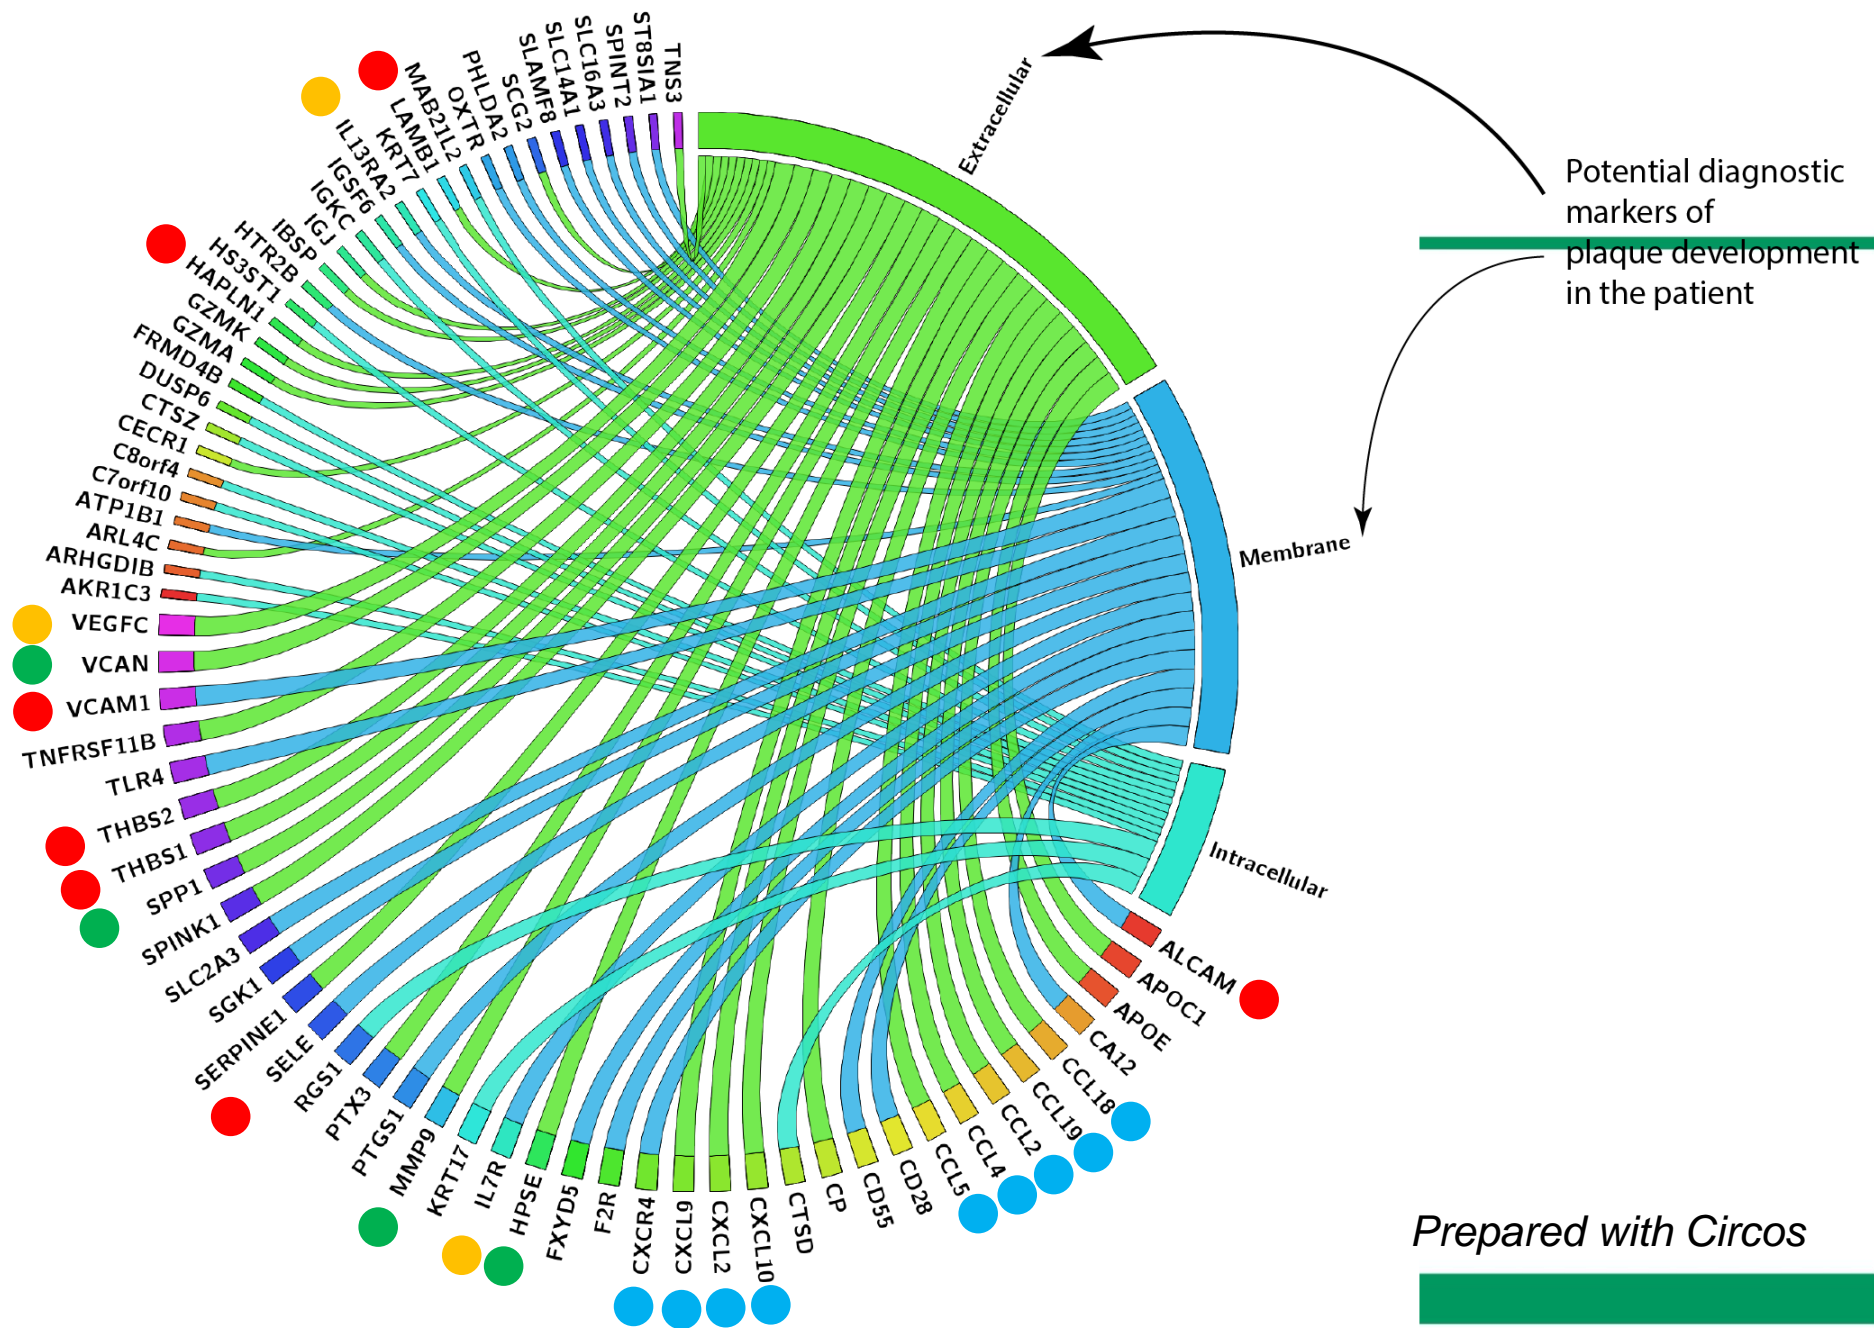 TNS3
ST8SIA1
SPINT2
SLC16A3
SLC14A1
SLAMF8
SCG2
PHLDA2
OXTR
MAB21L2
LAMB1
KRT7
IL13RA2
IGSF6
IGKC
IGJ
IBSP
HTR2B
HS3ST1
HAPLN1
GZMK
GZMA
FRMD4B
DUSP6
CTSZ
CECR1
C8orf4
C7orf10
ATP1B1
ARL4C
ARHGDIB
AKR1C3
VEGFC
VCAN
VCAM1
TNFRSF11B
TLR4
THBS2
THBS1
SPP1
SPINK1
SLC2A3
SGK1
SERPINE1
SELE
RGS1
PTX3
PTGS1
MMP9
KRT17
IL7R
HPSE
FXYD5
F2R
CXCR4
CXCL9
CXCL2
CXCL10
CTSD
CP
CD55
CD28
CCL5
CCL4
CCL2
CCL19
CCL18
CA12
APOE
APOC1
ALCAM
Intracellular
Membrane
Extracellular
Potential diagnostic
markers of
plaque development
in the patient
Prepared with Circos